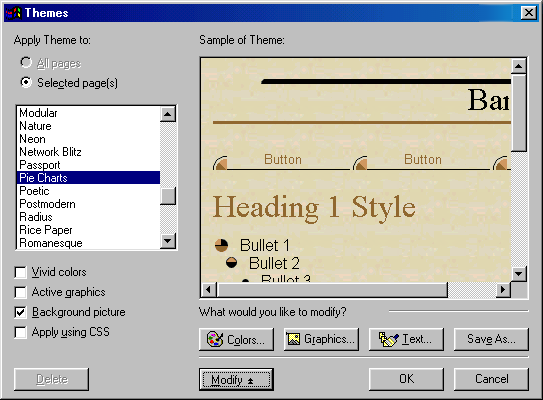 Themes
Apply Theme to:
All pages
Selected page(s)
Modular
Nature
Neon
Network Blitz
Passport
Pie Charts
Poetic
Postmodern
Radius
Rice Paper
Romanesque
Vivid colors
Active graphics
Background picture
Apply using CSS
Sample of Theme:
Button Button
Heading 1 Style
Bullet 1
Bullet 2
Bullet 3
What would you like to modify?
Colors... Graphics... Text... Save As...
Delete Modify OK Cancel